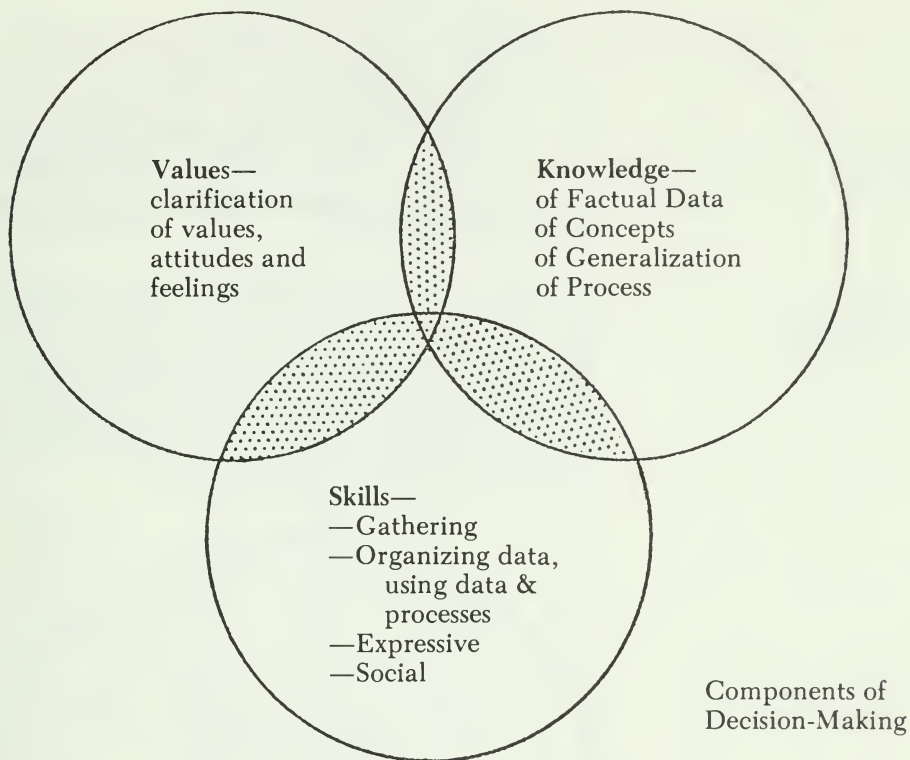 Values—
clarification
of values,
attitudes and
feelings
Knowledge—
of Factual Data
of Concepts
of Generalization
of Process
Skills—
—Gathering
—Organizing data,
using data &
processes
—Expressive
—Social
Components of
Decision-Making